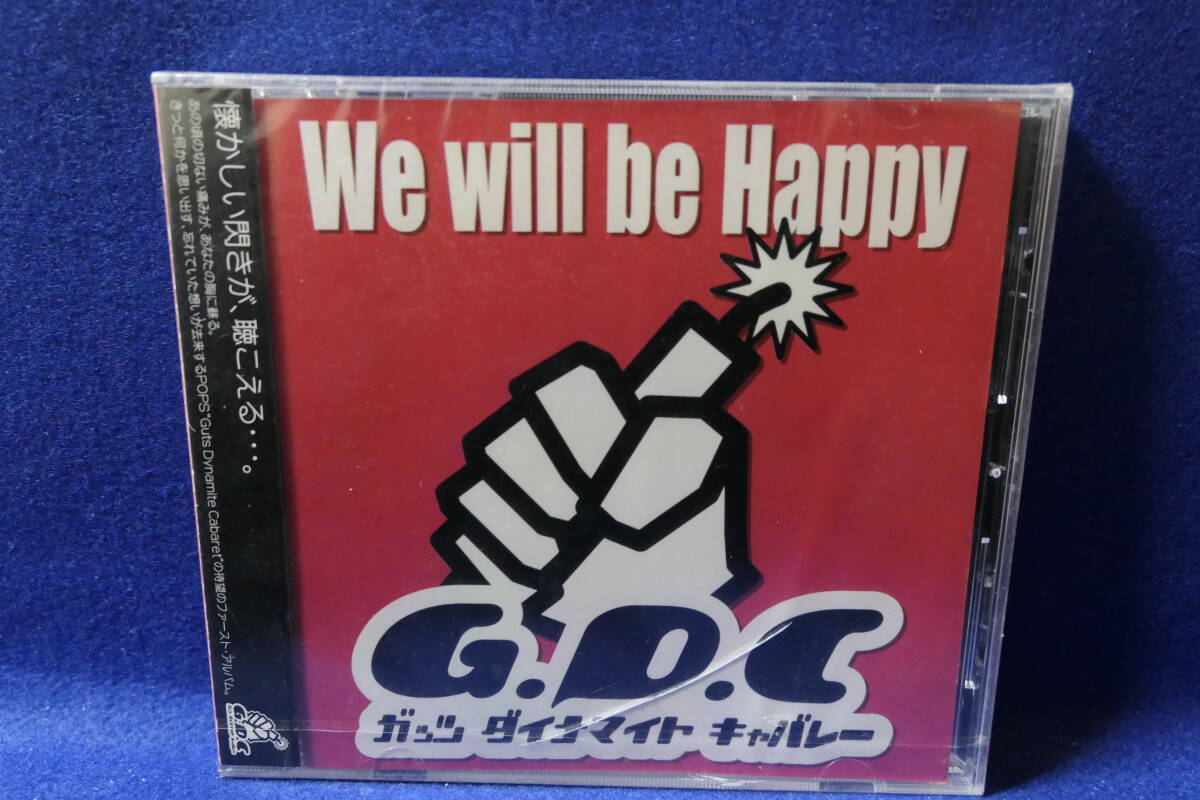 We will be Happy
G.D.C
ガッツ ダイナマイト キャバレー
懐かしい閃きが、聴こえる・・・。
あの頃の切ない痛みが、あなたの胸に蘇る。
きっと何かを思い出す、忘れていた想いが去来するPOPS"Guts Dynamite Cabaret"の待望のファースト・アルバム。
G.D.C